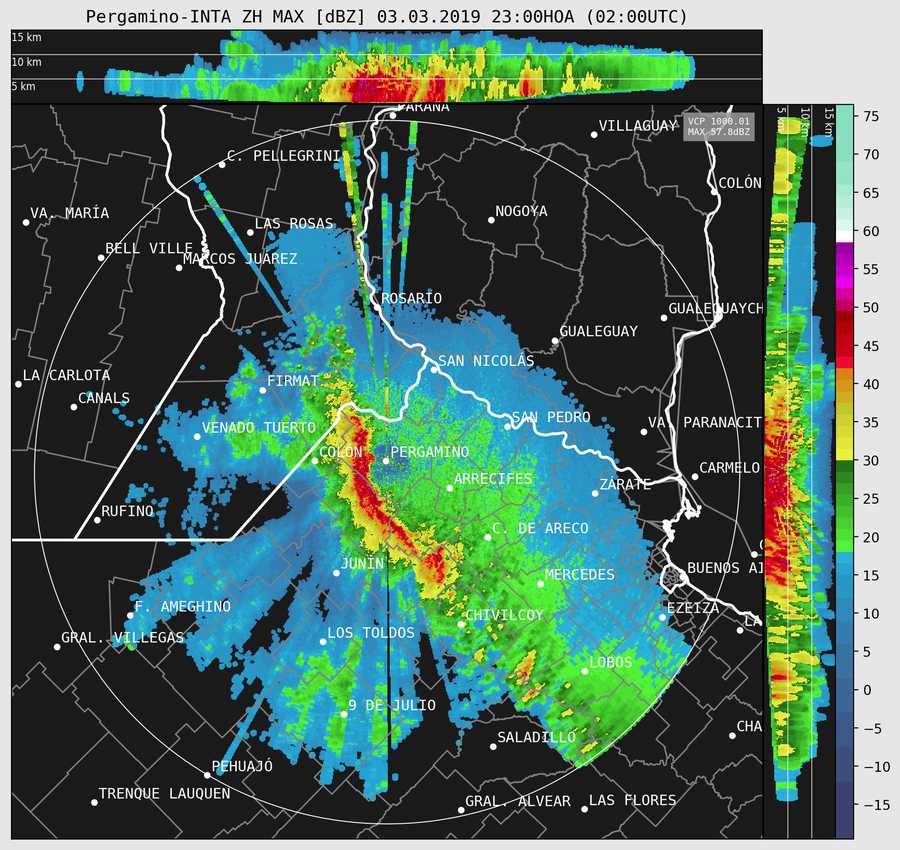 Pergamino-INTA ZH MAX [dBZ] 03.03.2019 23:00HOA (02:00UTC)
15 km
10 km
5 km
5 km
10 km
15 km
PARANÁ
VCP 1000.01
MAX 57.8dBZ
VILLAGUAY
C. PELLEGRINI
COLÓN
VA. MARÍA
LAS ROSAS
NOGOYA
BELL VILLE
MARCOS JUÁREZ
ROSARIO
GUALEGUAYCH
GUALEGUAY
SAN NICOLÁS
LA CARLOTA
FIRMAT
CANALS
SAN PEDRO
VENADO TUERTO
VA. PARANACIT
COLÓN
PERGAMINO
CARMELO
ARRECIFES
ZÁRATE
RUFINO
C. DE ARECO
JUNÍN
MERCEDES
BUENOS AI
F. AMEGHINO
CHIVILCOY
EZEIZA
LA
GRAL. VILLEGAS
LOS TOLDOS
LOBOS
9 DE JULIO
CHA
SALADILLO
PEHUAJÓ
TRENQUE LAUQUEN
GRAL. ALVEAR
LAS FLORES
75
70
65
60
55
50
45
40
35
30
25
20
15
10
5
0
−5
−10
−15